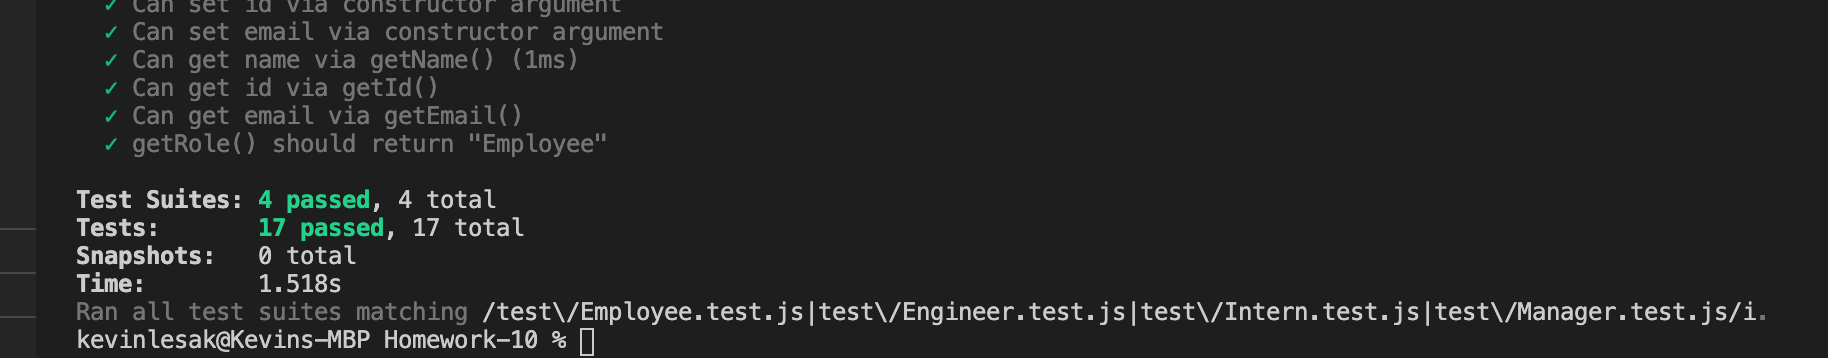 ✓ Can set id via constructor argument
✓ Can set email via constructor argument
✓ Can get name via getName() (1ms)
✓ Can get id via getId()
✓ Can get email via getEmail()
✓ getRole() should return "Employee"
Test Suites: 4 passed, 4 total
Tests: 17 passed, 17 total
Snapshots: 0 total
Time: 1.518s
Ran all test suites matching /test\/Employee.test.js|test\/Engineer.test.js|test\/Intern.test.js|test\/Manager.test.js/i.
kevinlesak@Kevins-MBP Homework-10 %